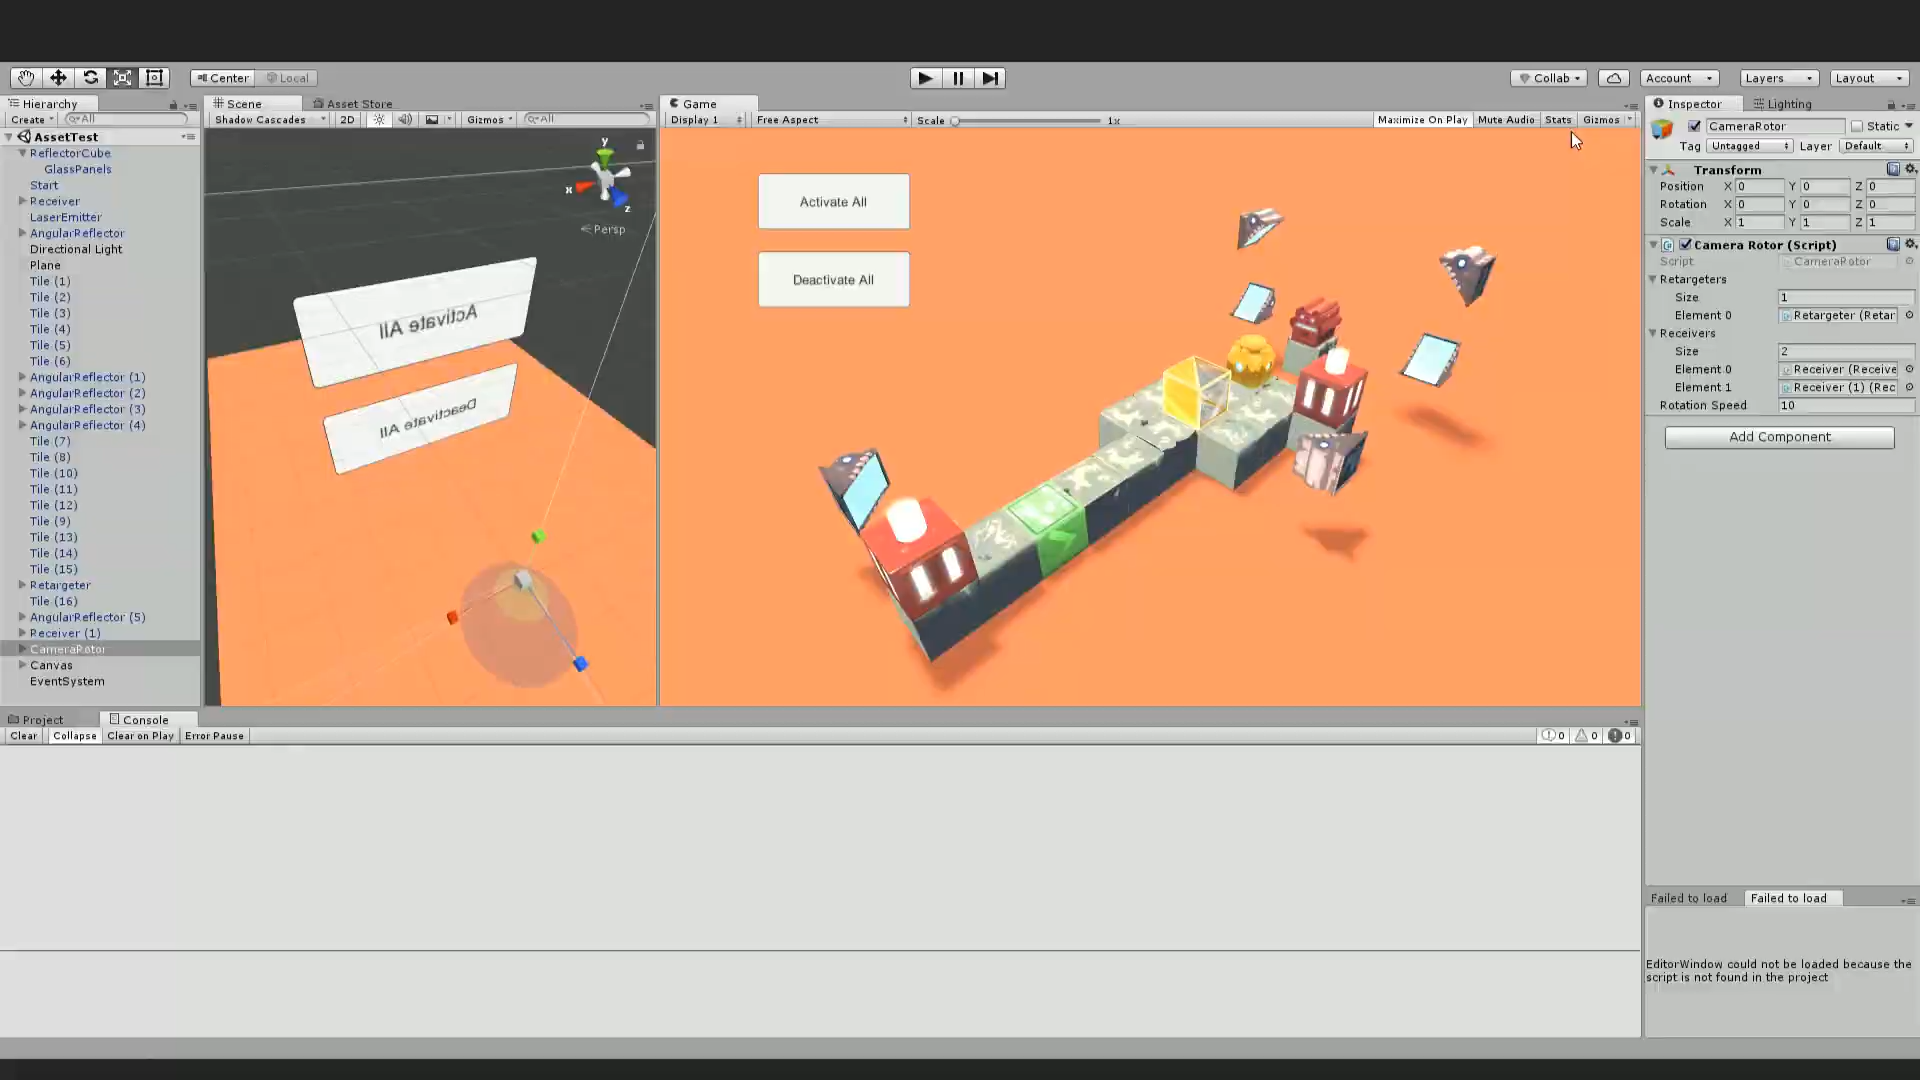 Center
Local
Collab
Account
Layers
Layout
Hierarchy
Create
All
AssetTest
ReflectorCube
GlassPanels
Start
Receiver
LaserEmitter
AngularReflector
Directional Light
Plane
Tile (1)
Tile (2)
Tile (3)
Tile (4)
Tile (5)
Tile (6)
AngularReflector (1)
AngularReflector (2)
AngularReflector (3)
AngularReflector (4)
Tile (7)
Tile (8)
Tile (10)
Tile (11)
Tile (12)
Tile (9)
Tile (13)
Tile (14)
Tile (15)
Retargeter
Tile (16)
AngularReflector (5)
Receiver (1)
CameraRotor
Canvas
EventSystem
Scene
Asset Store
Shadow Cascades
2D
Gizmos
All
y
x
z
Persp
Activate All
Deactivate All
Game
Display 1
Free Aspect
Scale
1x
Maximize On Play
Mute Audio
Stats
Gizmos
Activate All
Deactivate All
Inspector
Lighting
CameraRotor
Static
Tag Untagged
Layer Default
Transform
Position X 0 Y 0 Z 0
Rotation X 0 Y 0 Z 0
Scale X 1 Y 1 Z 1
Camera Rotor (Script)
Script CameraRotor
Retargeters
Size 1
Element 0 Retargeter (Retar
Receivers
Size 2
Element 0 Receiver (Receive
Element 1 Receiver (1) (Rec
Rotation Speed 10
Add Component
Project
Console
Clear
Collapse
Clear on Play
Error Pause
0
0
0
Failed to load
Failed to load
EditorWindow could not be loaded because the
script is not found in the project